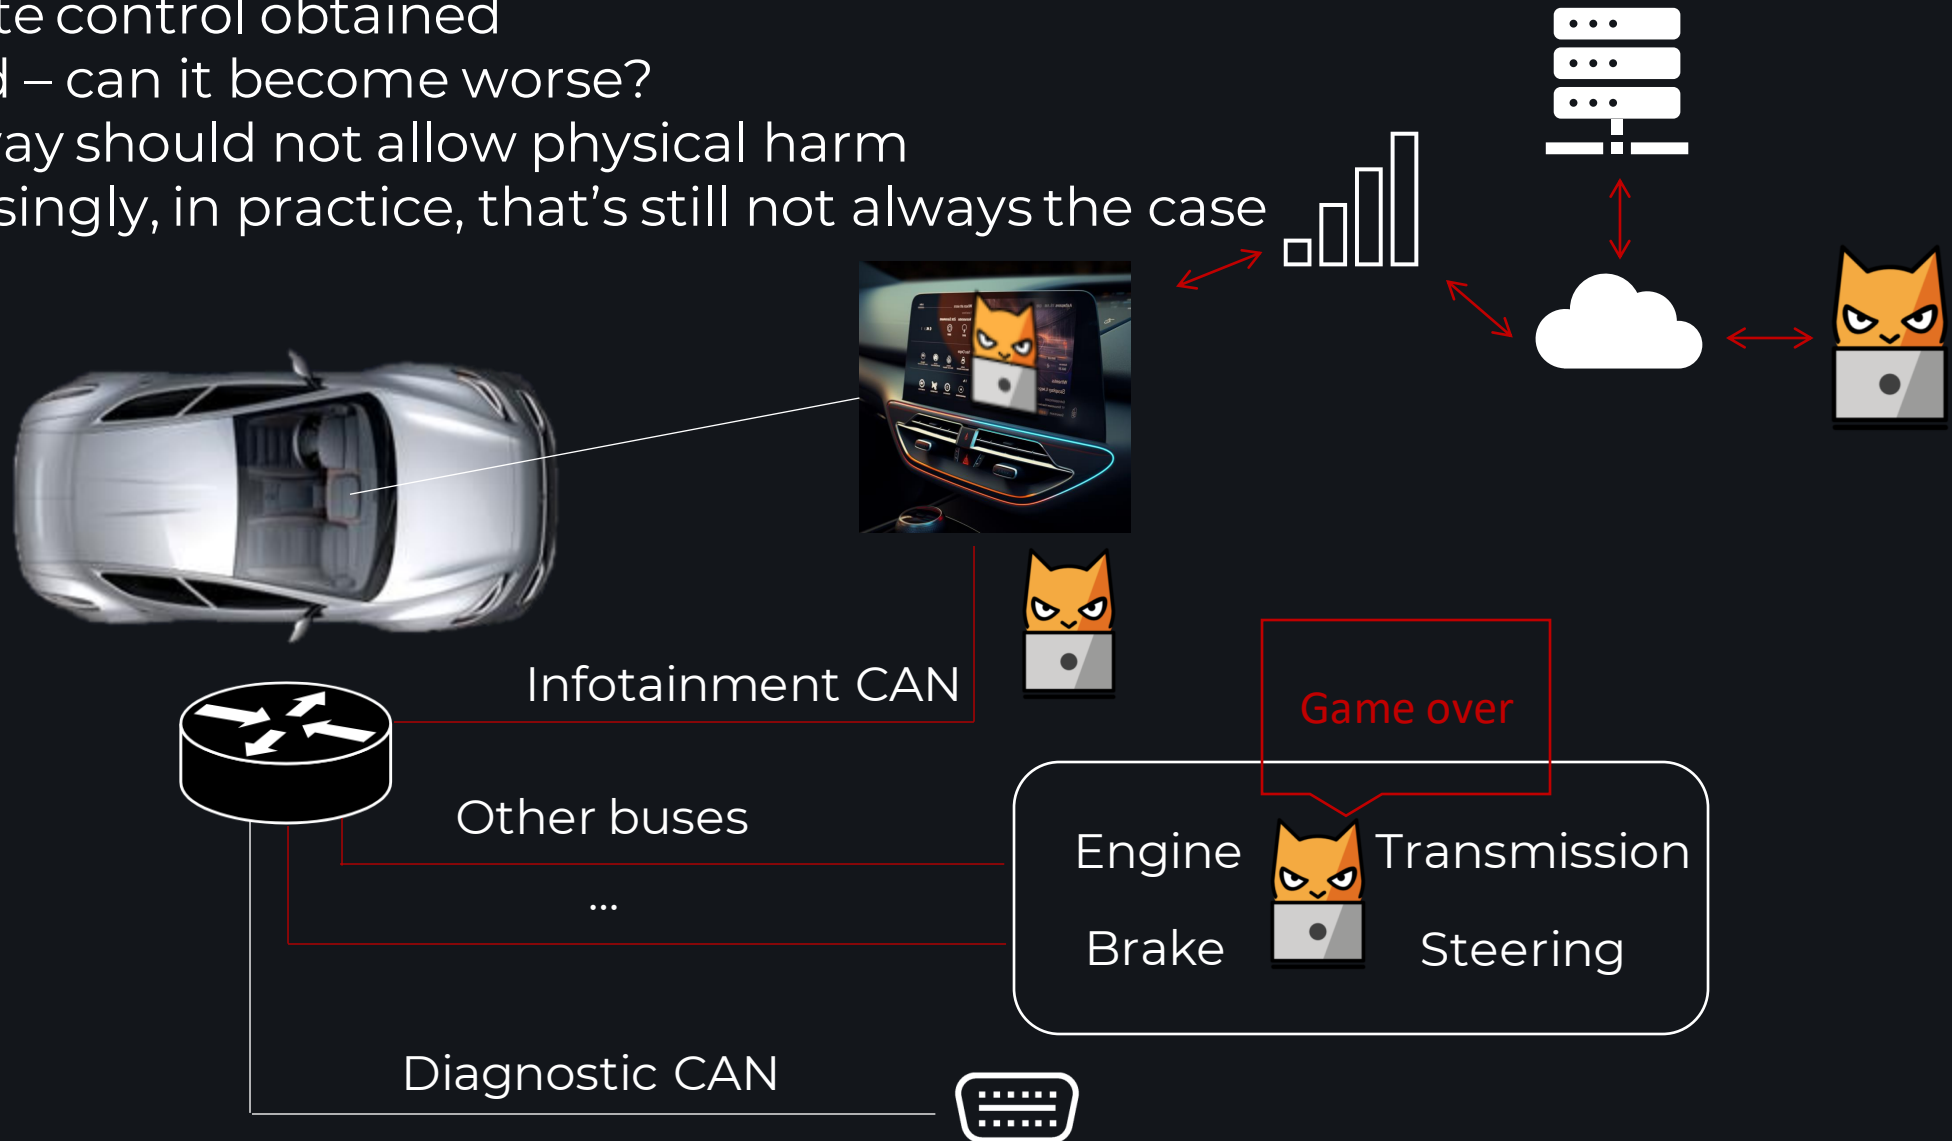 te control obtained
d – can it become worse?
way should not allow physical harm
singly, in practice, that's still not always the case
Infotainment CAN
Game over
Other buses
Engine Transmission
...
Brake Steering
Diagnostic CAN